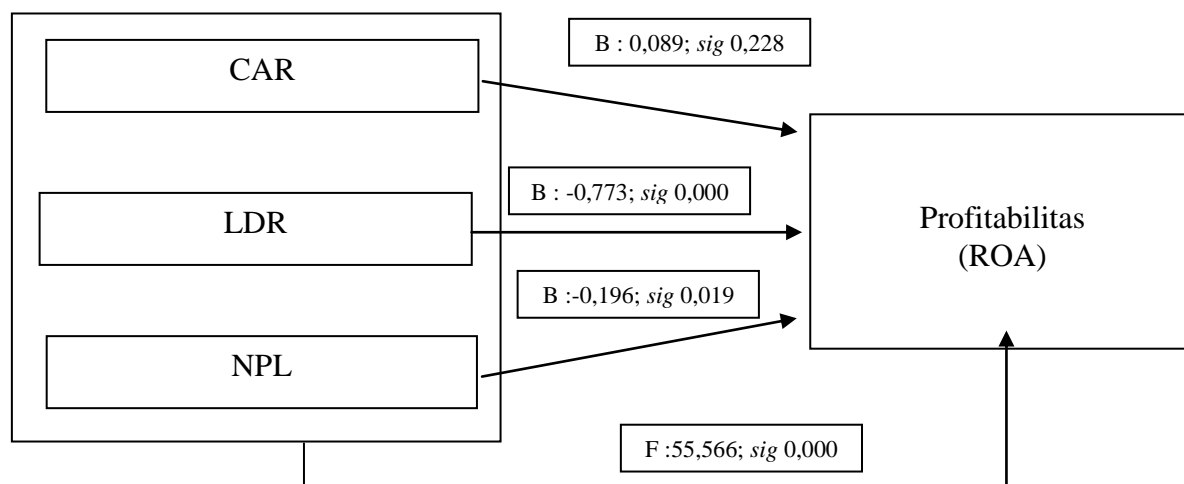 B : 0,089; sig 0,228
CAR
B : -0,773; sig 0,000
LDR
Profitabilitas
(ROA)
B :-0,196; sig 0,019
NPL
F :55,566; sig 0,000